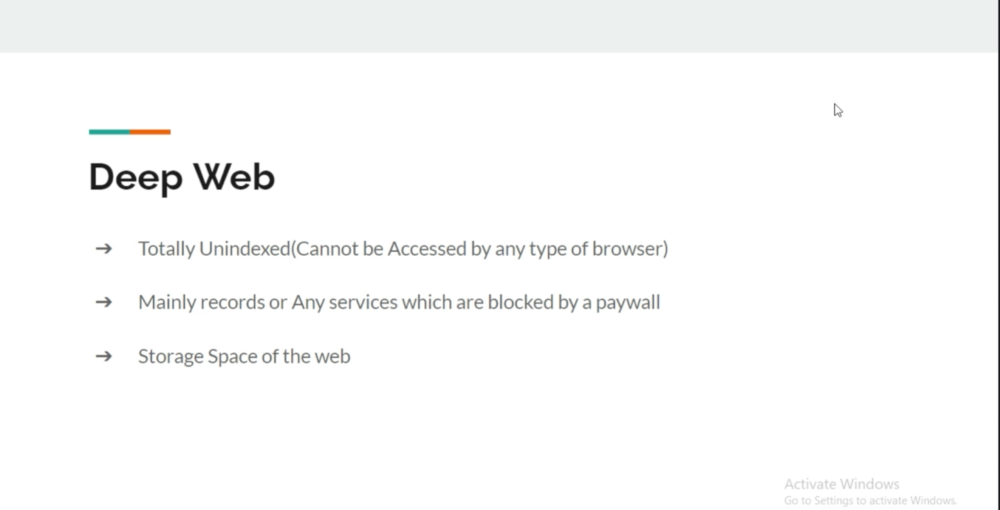 Deep Web
➔ Totally Unindexed(Cannot be Accessed by any type of browser)
➔ Mainly records or Any services which are blocked by a paywall
➔ Storage Space of the web
Activate Windows
Go to Settings to activate Windows.